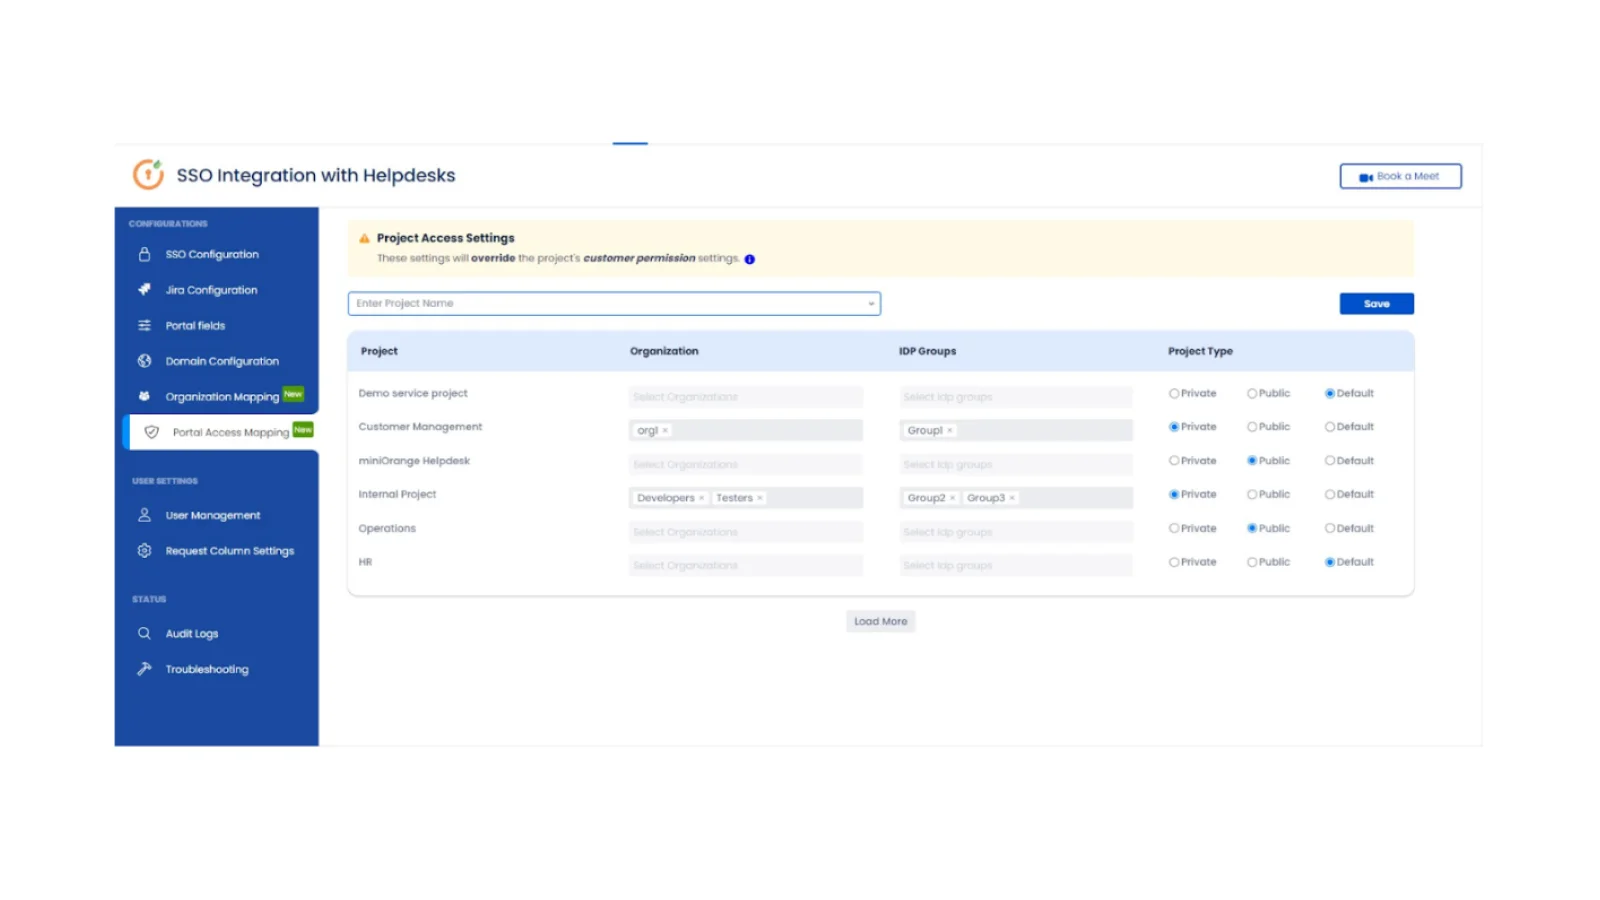 SSO Integration with Helpdesks
Book a Meet
CONFIGURATIONS
SSO Configuration
Jira Configuration
Portal fields
Domain Configuration
Organization Mapping New
Portal Access Mapping New
USER SETTINGS
User Management
Request Column Settings
STATUS
Audit Logs
Troubleshooting
Project Access Settings
These settings will override the project's customer permission settings.
Enter Project Name
Save
Project Organization IDP Groups Project Type
Demo service project Select Organizations Select Idp groups Private Public Default
Customer Management org1 × Group1 × Private Public Default
miniOrange Helpdesk Select Organizations Select Idp groups Private Public Default
Internal Project Developers × Testers × Group2 × Group3 × Private Public Default
Operations Select Organizations Select Idp groups Private Public Default
HR Select Organizations Select Idp groups Private Public Default
Load More